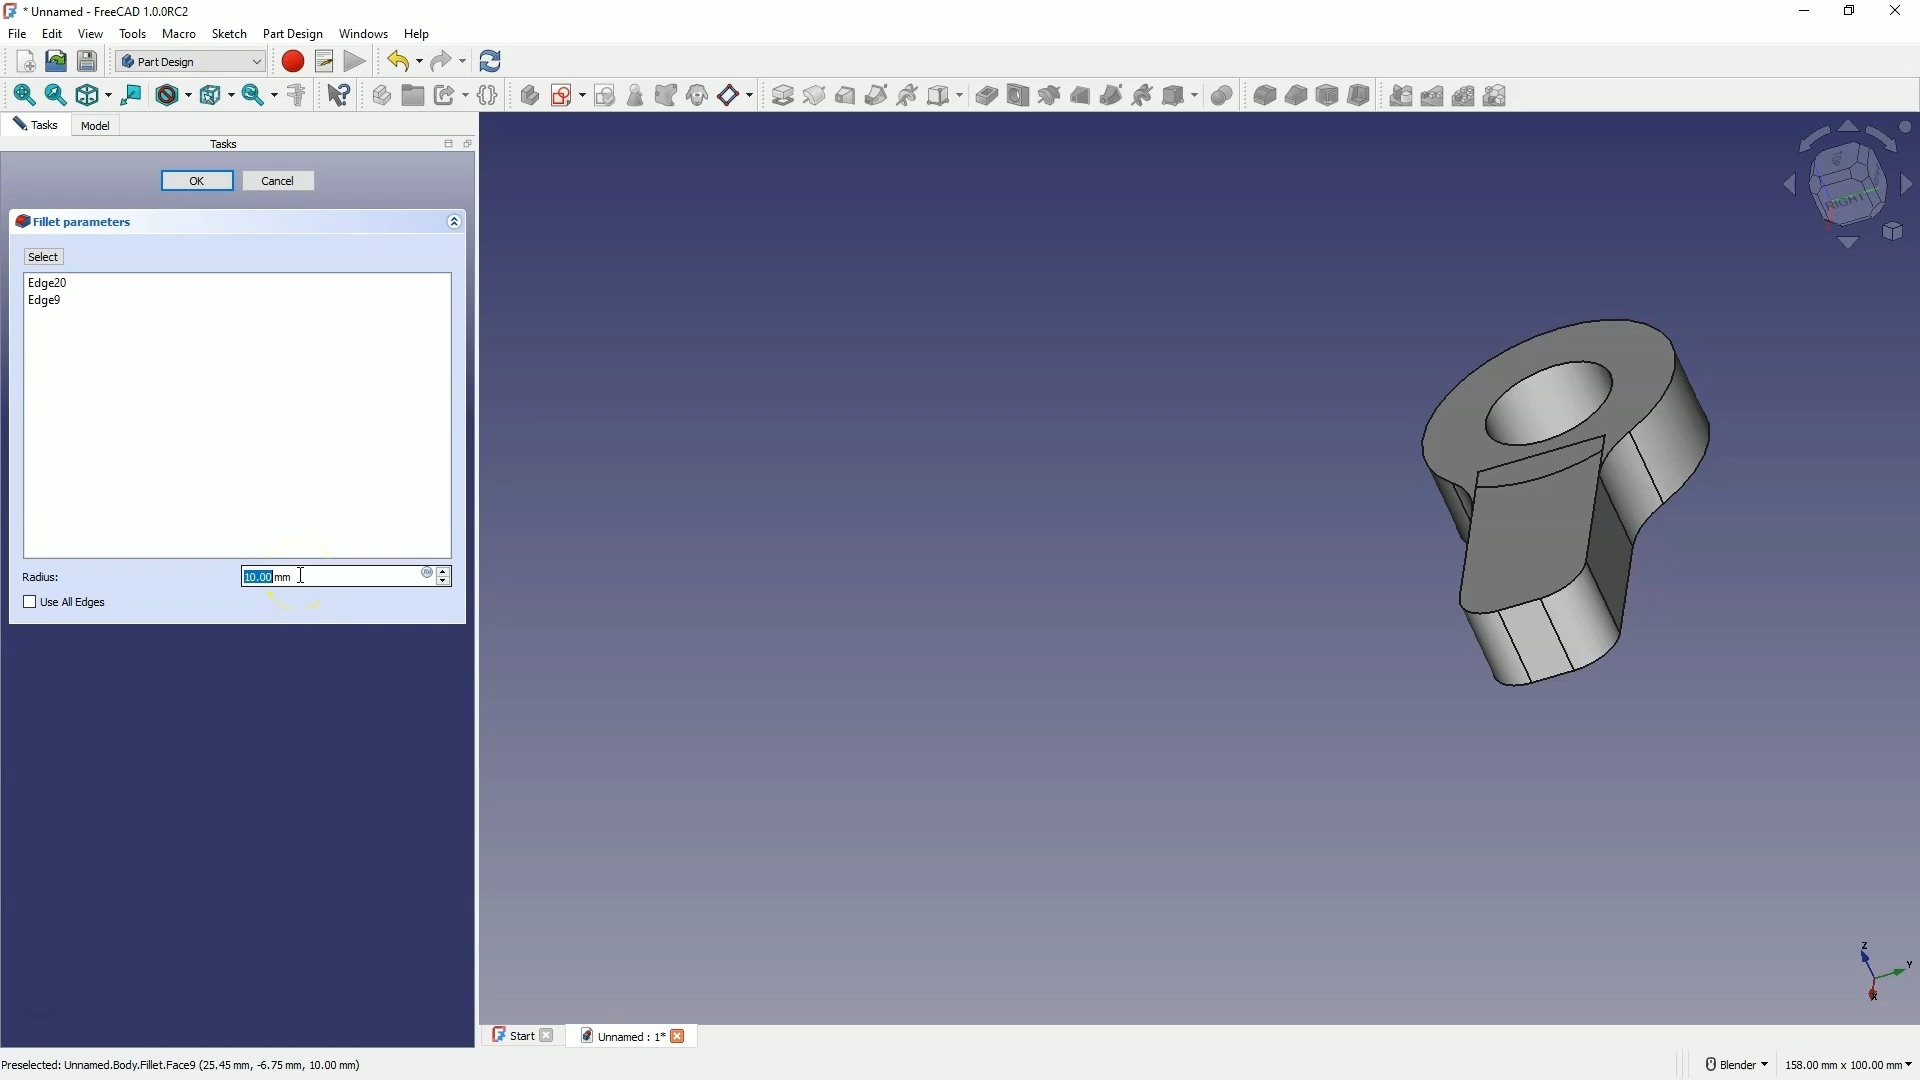 * Unnamed - FreeCAD 1.0.0RC2
File Edit View Tools Macro Sketch Part Design Windows Help
Part Design
Tasks Model
Tasks
OK Cancel
Fillet parameters
Select
Edge20
Edge9
Radius: 10.00 mm
Use All Edges
TOP
RIGHT
Z
Y
X
Start Unnamed : 1*
Preselected: Unnamed.Body.Fillet.Face9 (25.45 mm, -6.75 mm, 10.00 mm)
Blender 158.00 mm x 100.00 mm